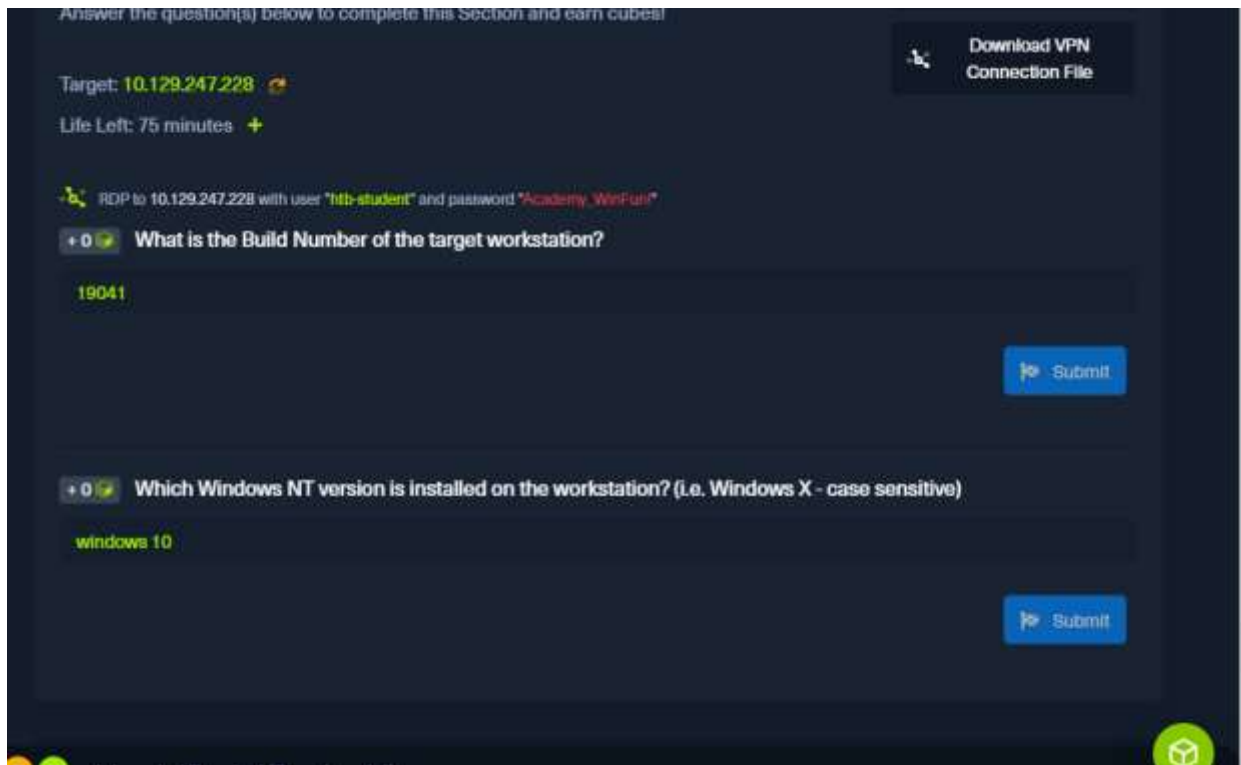 Answer the question(s) below to complete this Section and earn cubes!
Download VPN
Connection File
Target: 10.129.247.228
Life Left: 75 minutes +
RDP to 10.129.247.228 with user "htb-student" and password "Academy_WinFun!"
+ 0 What is the Build Number of the target workstation?
19041
Submit
+ 0 Which Windows NT version is installed on the workstation? (i.e. Windows X - case sensitive)
windows 10
Submit